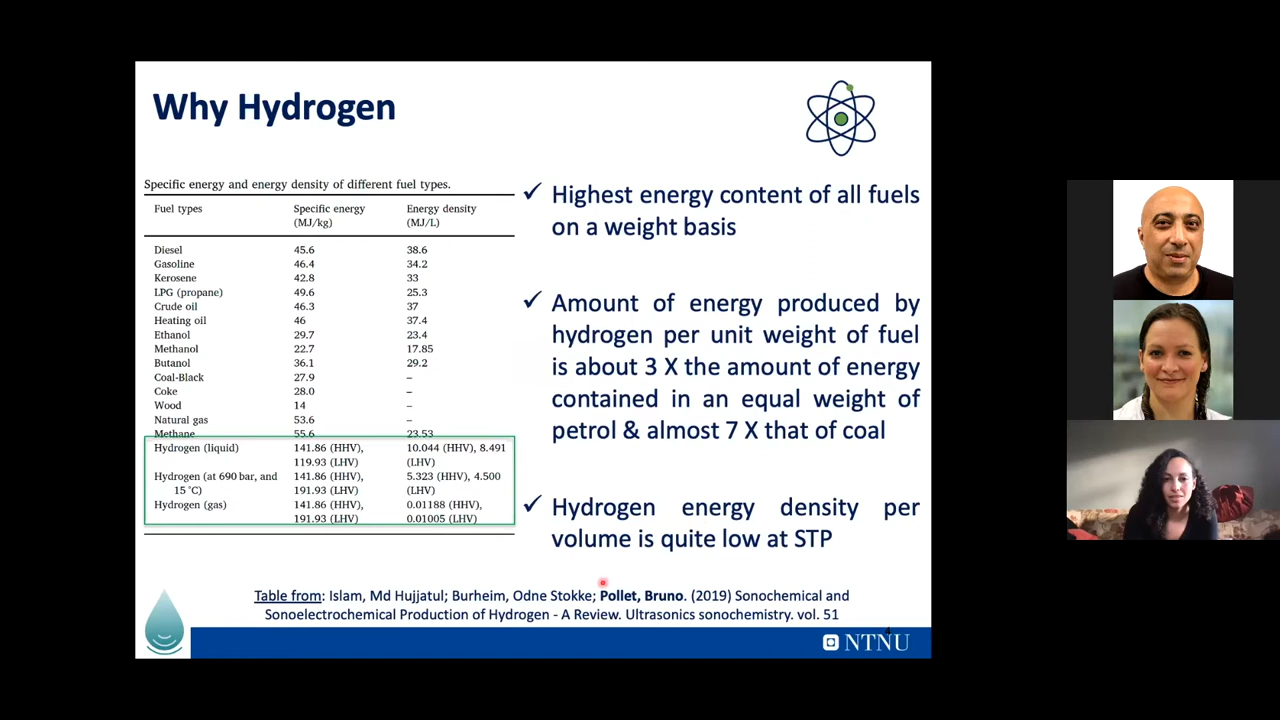 Why Hydrogen
Specific energy and energy density of different fuel types.
Fuel types Specific energy Energy density
(MJ/kg) (MJ/L)
Diesel 45.6 38.6
Gasoline 46.4 34.2
Kerosene 42.8 33
LPG (propane) 49.6 25.3
Crude oil 46.3 37
Heating oil 46 37.4
Ethanol 29.7 23.4
Methanol 22.7 17.85
Butanol 36.1 29.2
Coal-Black 27.9 –
Coke 28.0 –
Wood 14 –
Natural gas 53.6 –
Methane 55.6 23.53
Hydrogen (liquid) 141.86 (HHV), 10.044 (HHV), 8.491
119.93 (LHV) (LHV)
Hydrogen (at 690 bar, and 141.86 (HHV), 5.323 (HHV), 4.500
15 °C) 191.93 (LHV) (LHV)
Hydrogen (gas) 141.86 (HHV), 0.01188 (HHV),
191.93 (LHV) 0.01005 (LHV)
✓ Highest energy content of all fuels
on a weight basis
✓ Amount of energy produced by
hydrogen per unit weight of fuel
is about 3 X the amount of energy
contained in an equal weight of
petrol & almost 7 X that of coal
✓ Hydrogen energy density per
volume is quite low at STP
Table from: Islam, Md Hujjatul; Burheim, Odne Stokke; Pollet, Bruno. (2019) Sonochemical and
Sonoelectrochemical Production of Hydrogen - A Review. Ultrasonics sonochemistry. vol. 51
4
NTNU